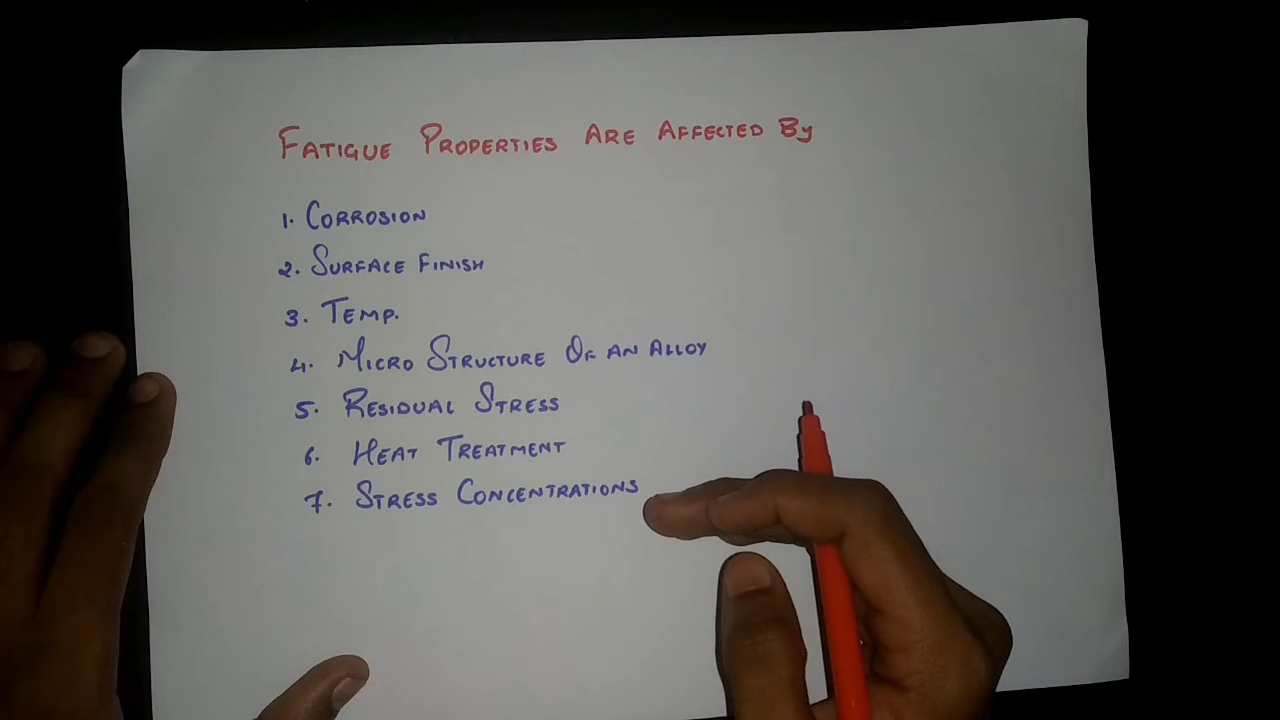 FATIGUE PROPERTIES ARE AFFECTED By
1. CORROSION
2. SURFACE FINISH
3. TEMP.
4. MICRO STRUCTURE OF AN ALLOY
5. RESIDUAL STRESS
6. HEAT TREATMENT
7. STRESS CONCENTRATIONS